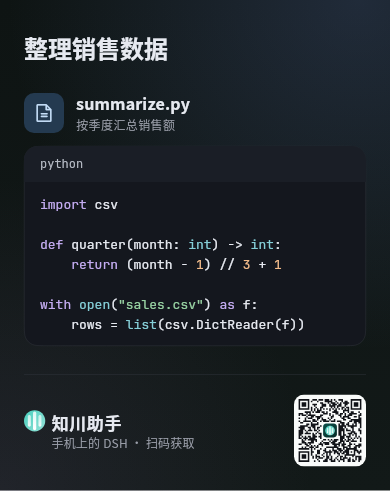 整理销售数据
summarize.py
按季度汇总销售额
python
import csv
def quarter(month: int) -> int:
    return (month - 1) // 3 + 1
with open("sales.csv") as f:
    rows = list(csv.DictReader(f))
知川助手
手机上的 DSH · 扫码获取